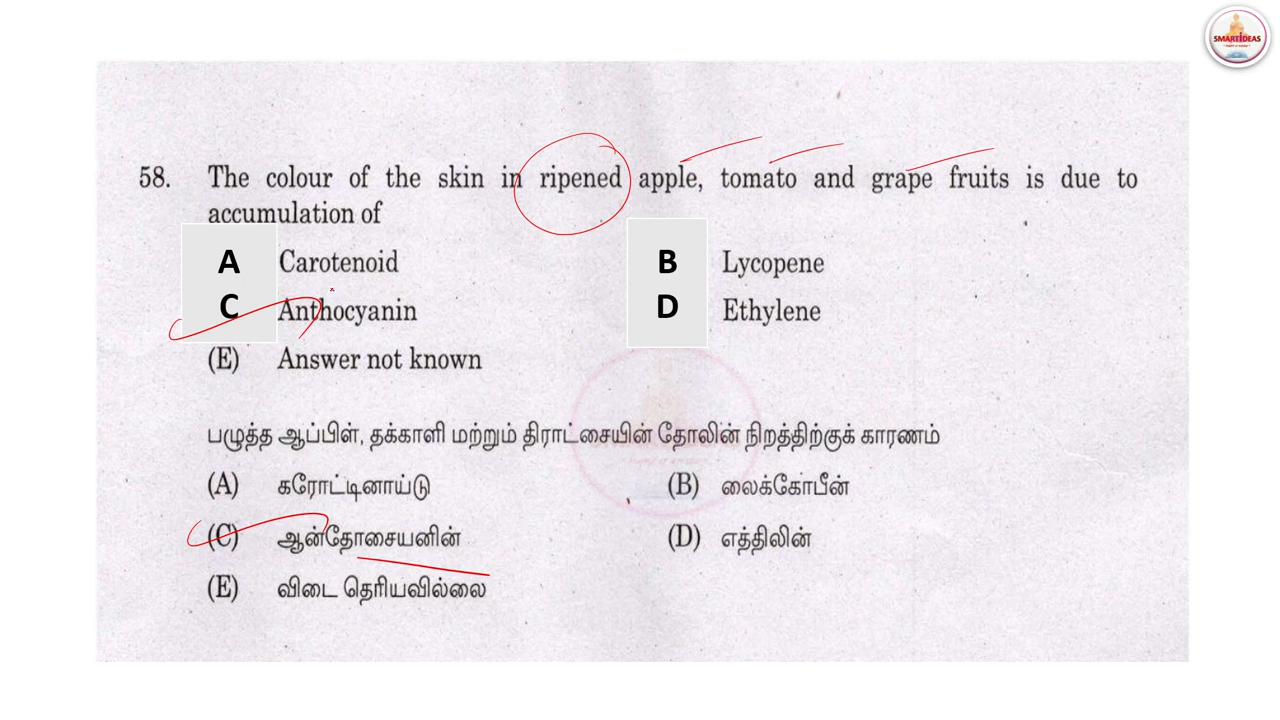 SMARTIDEAS
58. The colour of the skin in ripened apple, tomato and grape fruits is due to
accumulation of
A Carotenoid B Lycopene
C Anthocyanin D Ethylene
(E) Answer not known
பழுத்த ஆப்பிள், தக்காளி மற்றும் திராட்சையின் தோலின் நிறத்திற்குக் காரணம்
(A) கரோட்டினாய்டு (B) லைக்கோபீன்
(C) ஆன்தோசையனின் (D) எத்திலின்
(E) விடை தெரியவில்லை